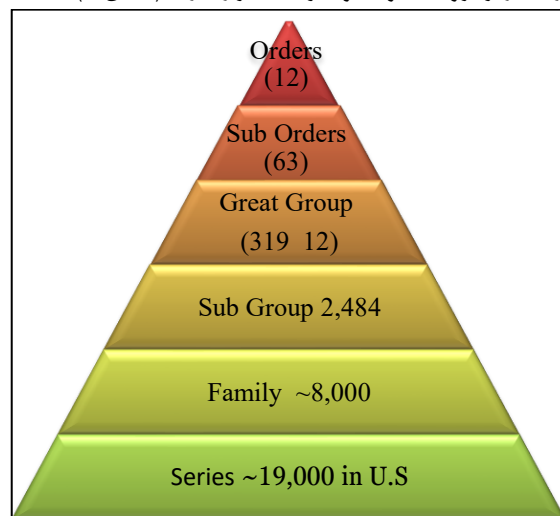 Orders
(12)
Sub Orders
(63)
Great Group
(319 12)
Sub Group 2,484
Family ~8,000
Series ~19,000 in U.S